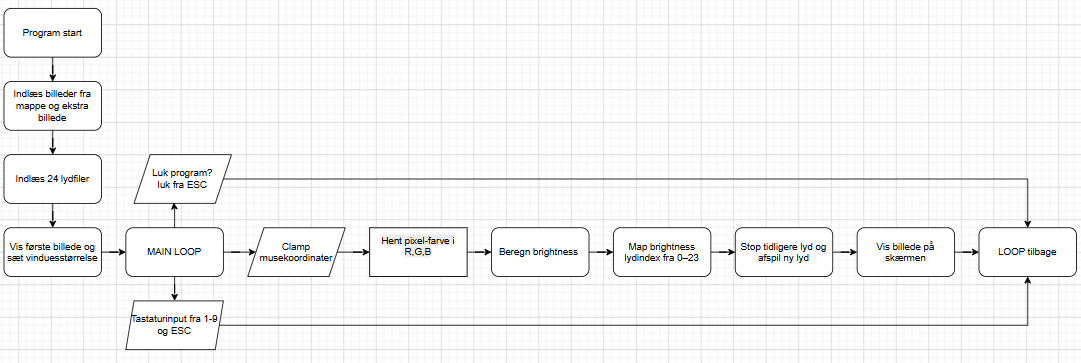 Program start
Indlæs billeder fra
mappe og ekstra
billede
Indlæs 24 lydfiler
Luk program?
luk fra ESC
Vis første billede og
sæt vinduesstørrelse
MAIN LOOP
Clamp
musekoordinater
Hent pixel-farve i
R,G,B
Beregn brightness
Map brightness
lydindex fra 0–23
Stop tidligere lyd og
afspil ny lyd
Vis billede på
skærmen
LOOP tilbage
Tastaturinput fra 1-9
og ESC